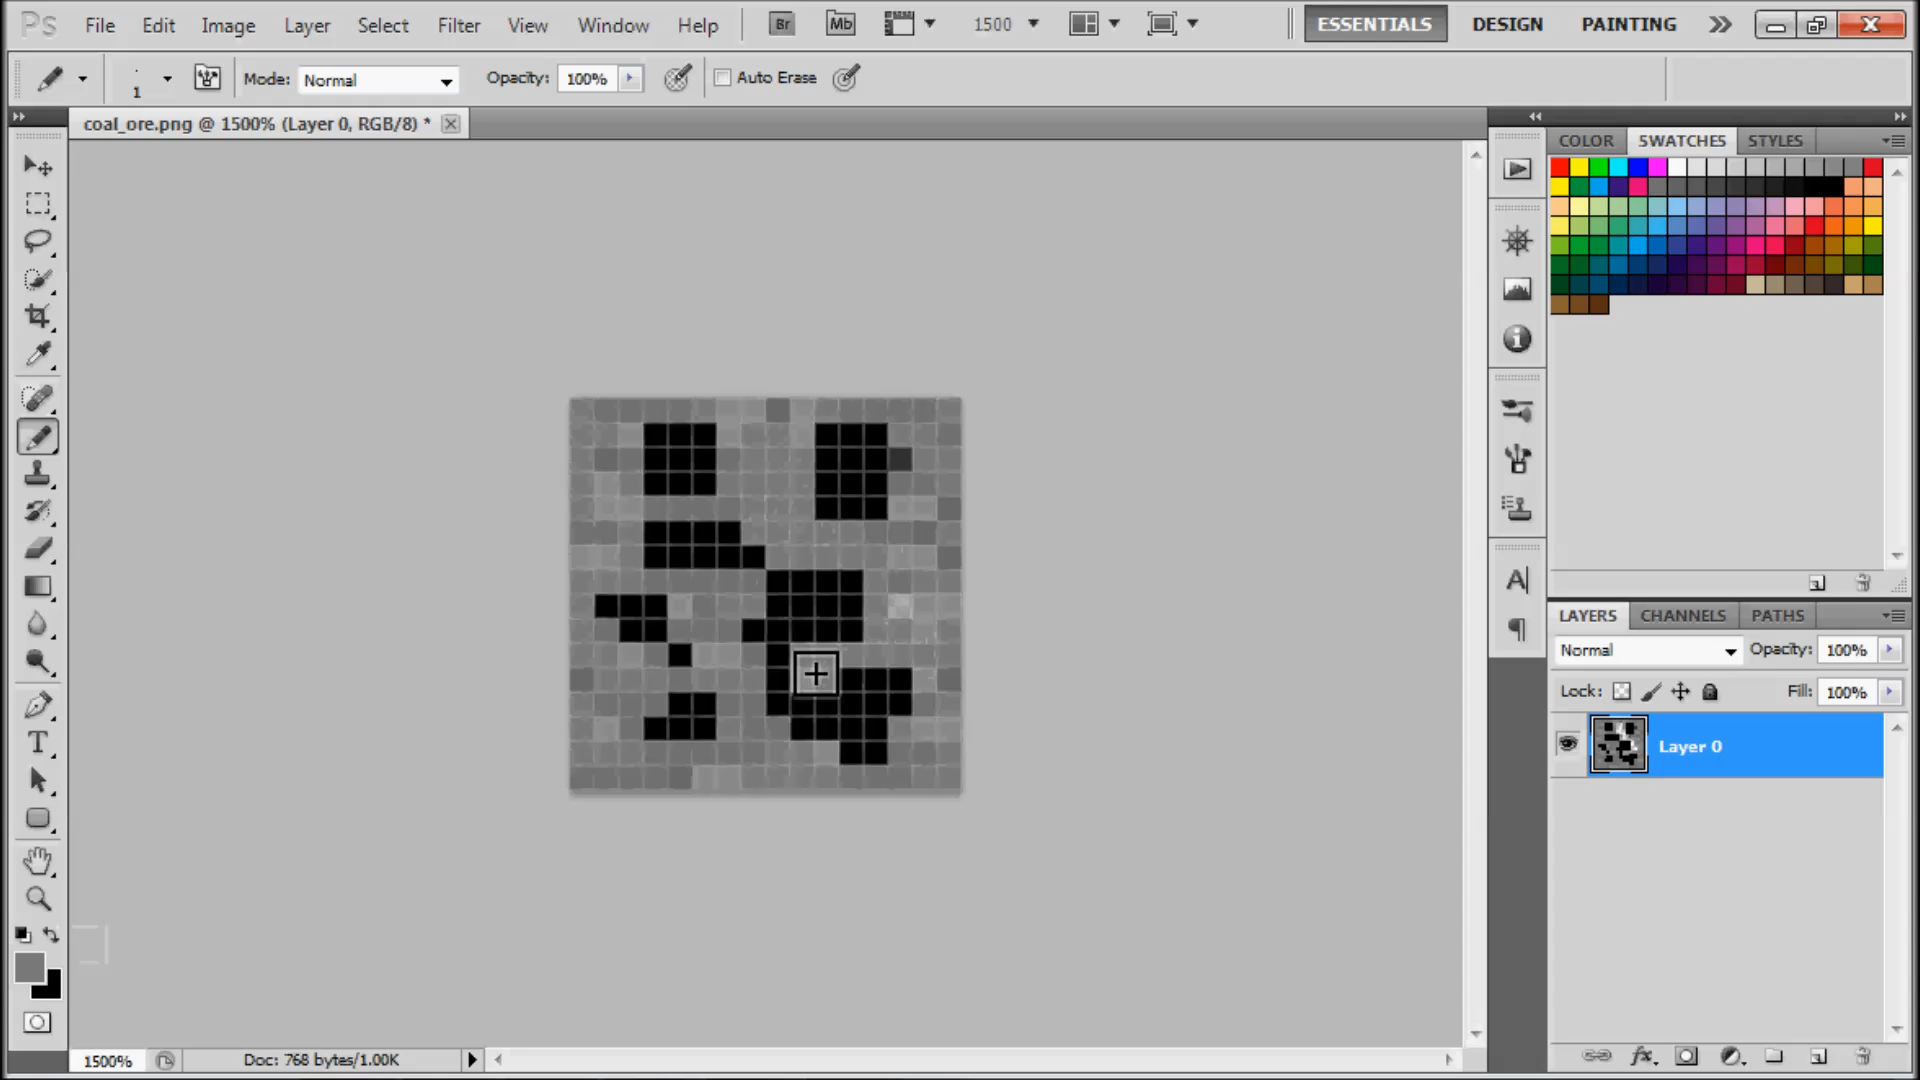 Ps File Edit Image Layer Select Filter View Window Help Br Mb 1500 ESSENTIALS DESIGN PAINTING
1 Mode: Normal Opacity: 100% Auto Erase
coal_ore.png @ 1500% (Layer 0, RGB/8) *
COLOR SWATCHES STYLES
A
T
LAYERS CHANNELS PATHS
Normal Opacity: 100%
Lock: Fill: 100%
Layer 0
1500% Doc: 768 bytes/1.00K
fx